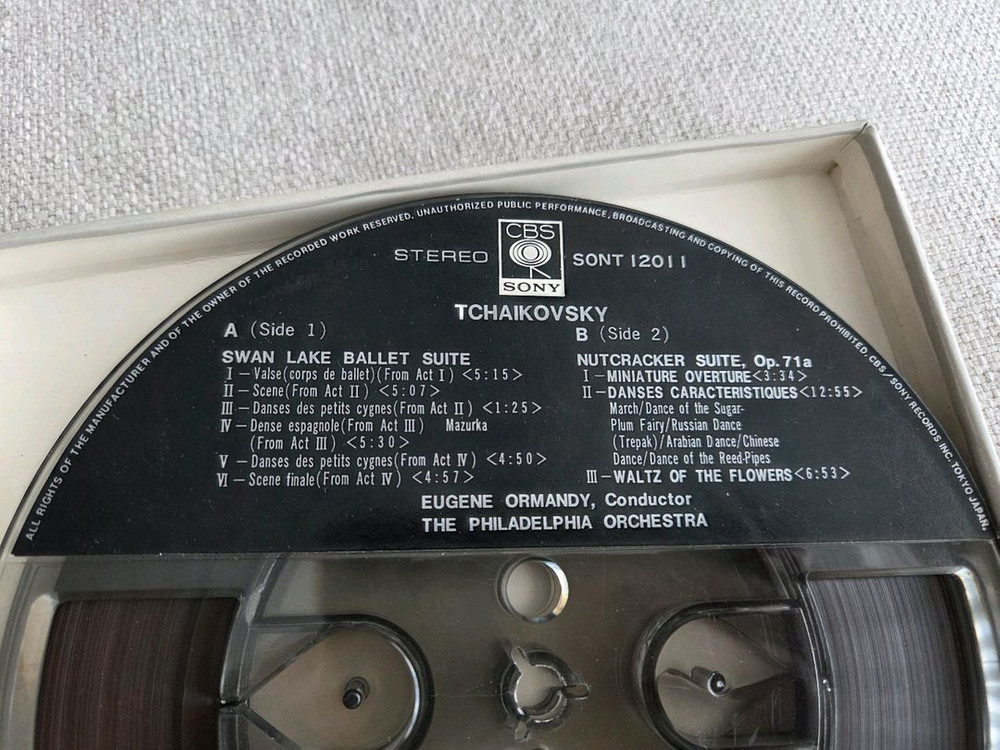 ALL RIGHTS OF THE MANUFACTURER AND OF THE OWNER OF THE RECORDED WORK RESERVED. UNAUTHORIZED PUBLIC PERFORMANCE, BROADCASTING AND COPYING OF THIS RECORD PROHIBITED. CBS/SONY RECORDS INC. TOKYO JAPAN.
STEREO CBS SONY SONT 12011
TCHAIKOVSKY
A (Side 1)
SWAN LAKE BALLET SUITE
I—Valse(corps de ballet)(From Act I) <5:15>
II—Scene(From Act II) <5:07>
III—Danses des petits cygnes(From Act II) <1:25>
IV—Dense espagnole(From Act III) Mazurka
(From Act III) <5:30>
V—Danses des petits cygnes(From Act IV) <4:50>
VI—Scene finale(From Act IV) <4:57>
B (Side 2)
NUTCRACKER SUITE, Op.71a
I—MINIATURE OVERTURE<3:34>
II—DANSES CARACTERISTIQUES<12:55>
March/Dance of the Sugar-
Plum Fairy/Russian Dance
(Trepak)/Arabian Dance/Chinese
Dance/Dance of the Reed-Pipes
III—WALTZ OF THE FLOWERS<6:53>
EUGENE ORMANDY, Conductor
THE PHILADELPHIA ORCHESTRA